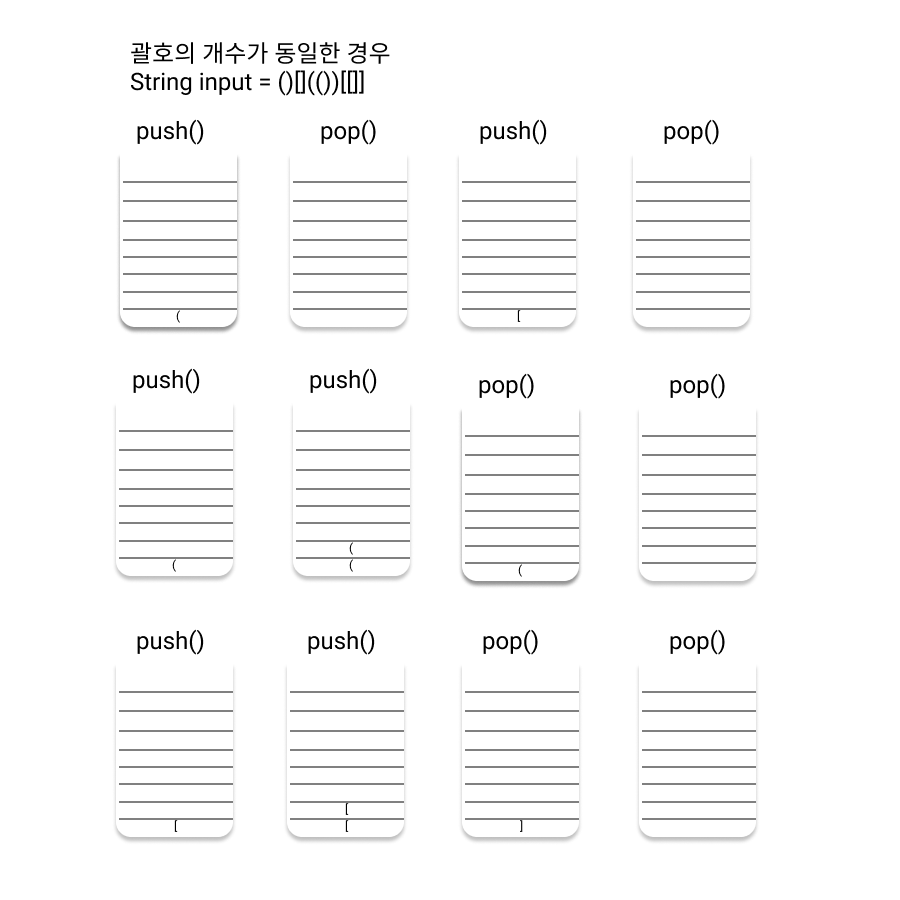 괄호의 개수가 동일한 경우
String input = ()[](())[[]]
push() pop() push() pop()
( [
push() push() pop() pop()
(
( ( (
push() push() pop() pop()
[
[ [ ]